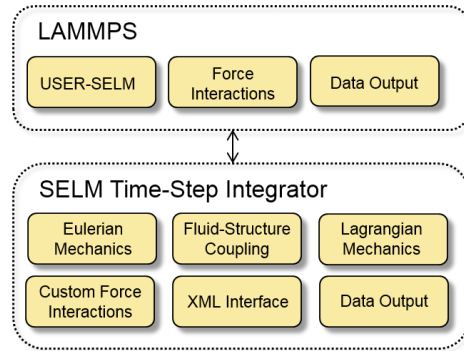 LAMMPS
USER-SELM
Force
Interactions
Data Output
SELM Time-Step Integrator
Eulerian
Mechanics
Fluid-Structure
Coupling
Lagrangian
Mechanics
Custom Force
Interactions
XML Interface
Data Output